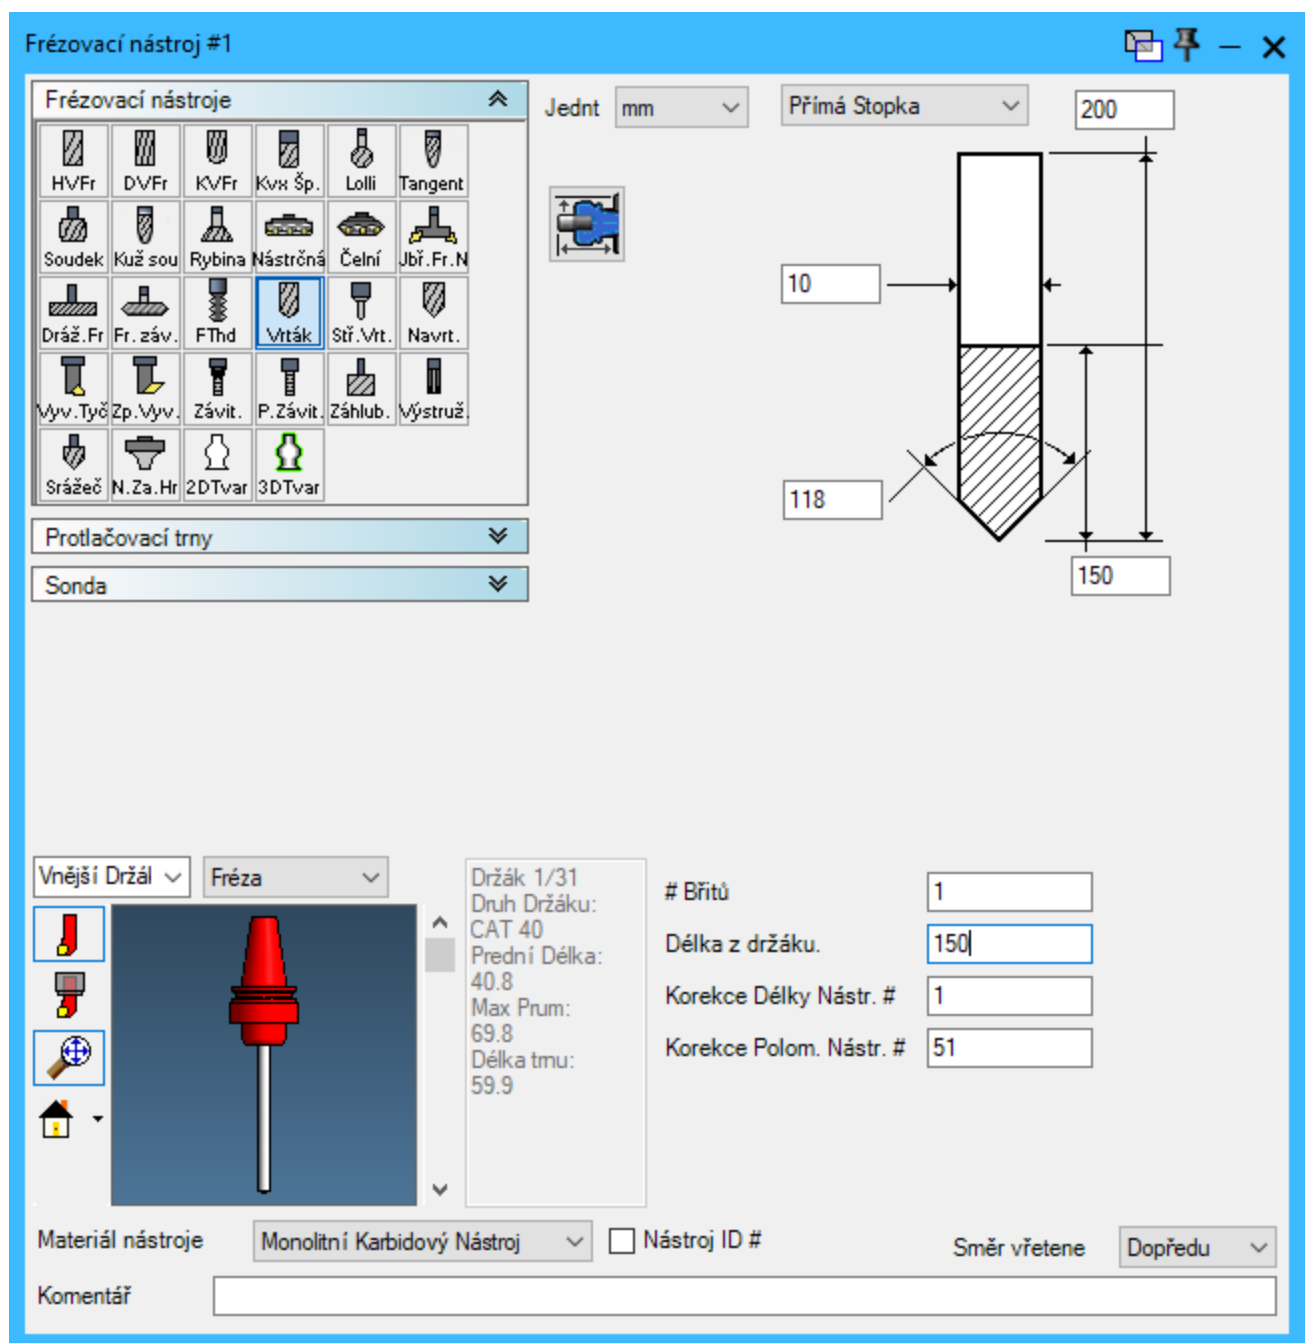 Frézovací nástroj #1
Frézovací nástroje
Jednt mm
Přímá Stopka
200
HVFr DVFr KVFr Kvx Šp. Lolli Tangent
Soudek Kuž sou Rybina Nástrčná Čelní Jbř.Fr.N
Dráž.Fr Fr. záv. FThd Vrták Stř.Vrt. Navrt.
Vyv.Tyč Zp.Vyv. Závit. P.Závit. Záhlub. Výstruž.
Srážeč N.Za.Hr 2DTvar 3DTvar
10
118
150
Protlačovací trny
Sonda
Vnější Držál
Fréza
Držák 1/31
Druh Držáku:
CAT 40
Prední Délka:
40.8
Max Prum:
69.8
Délka trnu:
59.9
# Břitů 1
Délka z držáku. 150
Korekce Délky Nástr. # 1
Korekce Polom. Nástr. # 51
Materiál nástroje Monolitní Karbidový Nástroj Nástroj ID # Směr vřetene Dopředu
Komentář